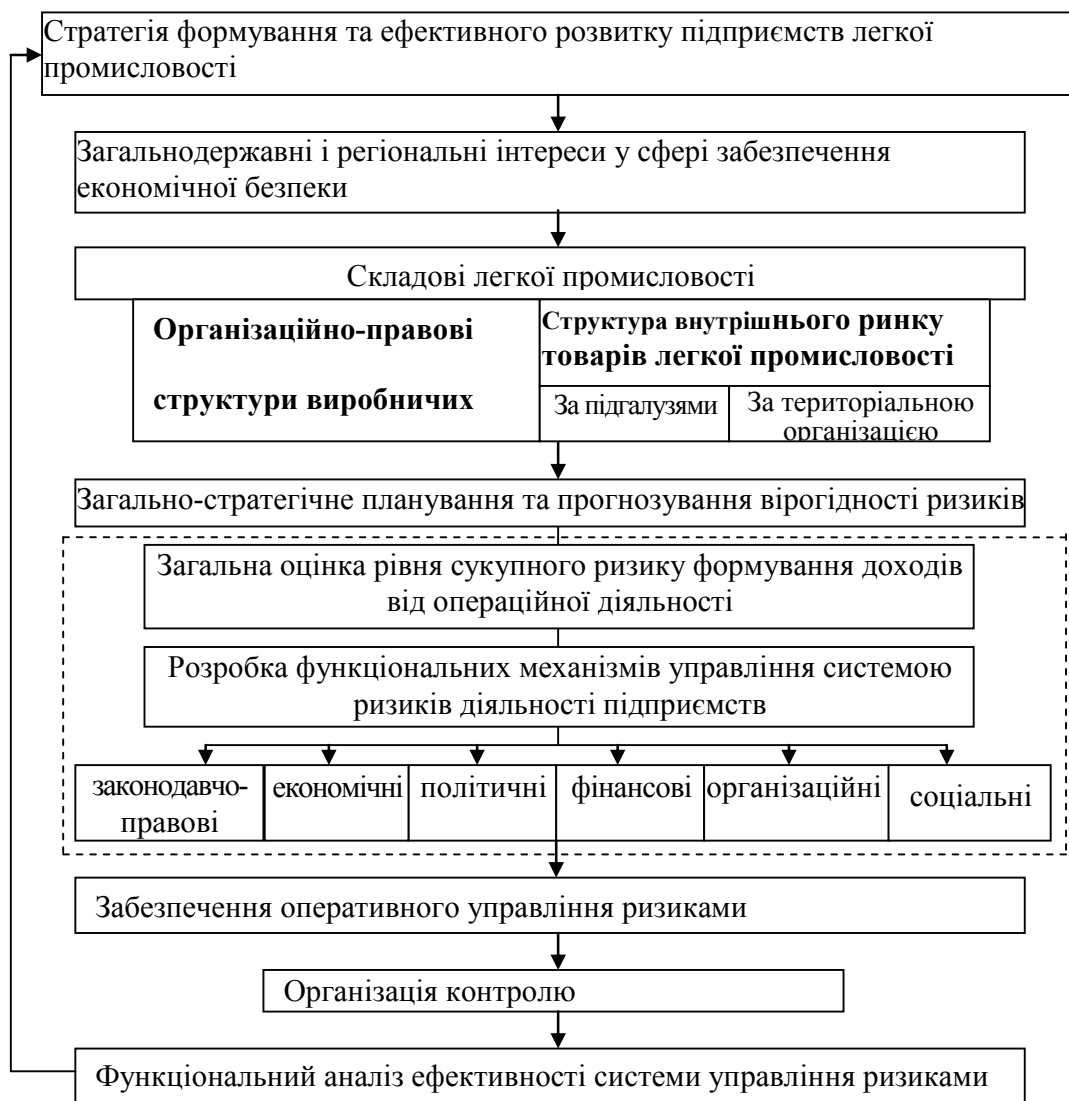 Стратегія формування та ефективного розвитку підприємств легкої
промисловості
Загальнодержавні і регіональні інтереси у сфері забезпечення
економічної безпеки
Складові легкої промисловості
Організаційно-правові
структури виробничих
Структура внутрішнього ринку
товарів легкої промисловості
За підгалузями
За територіальною
організацією
Загально-стратегічне планування та прогнозування вірогідності ризиків
Загальна оцінка рівня сукупного ризику формування доходів
від операційної діяльності
Розробка функціональних механізмів управління системою
ризиків діяльності підприємств
законодавчо-
правові
економічні
політичні
фінансові
організаційні
соціальні
Забезпечення оперативного управління ризиками
Організація контролю
Функціональний аналіз ефективності системи управління ризиками